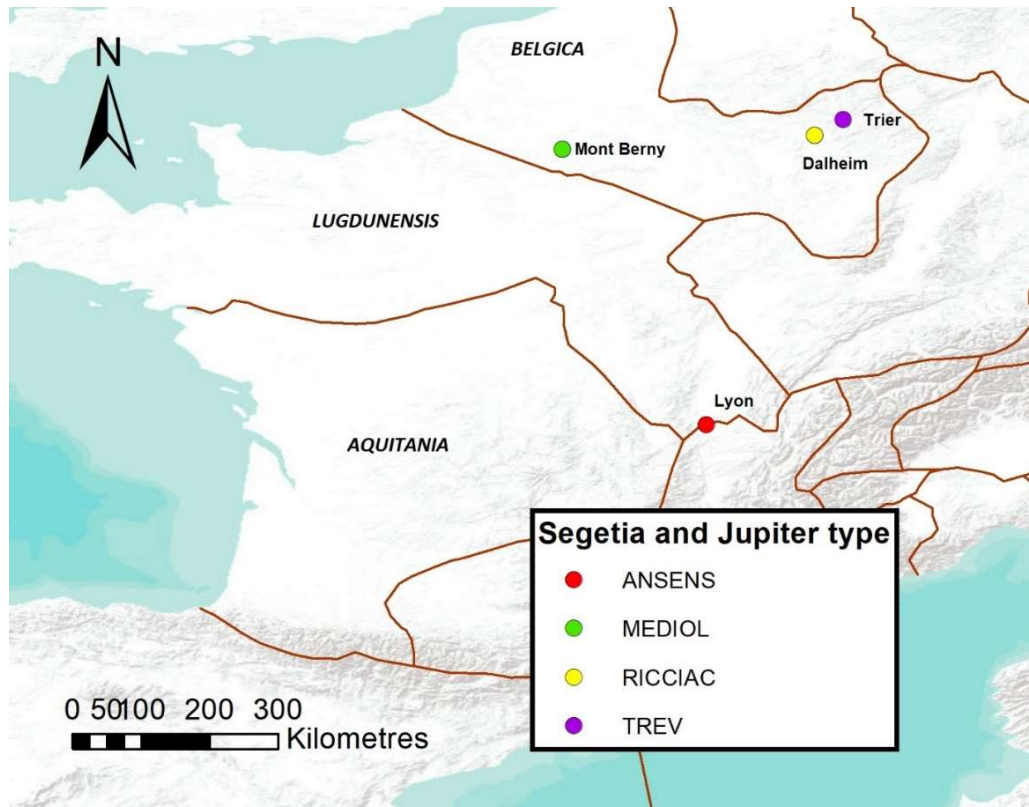 N
BELGICA
Trier
Mont Berny
Dalheim
LUGDUNENSIS
Lyon
AQUITANIA
Segetia and Jupiter type
ANSENS
MEDIOL
RICCIAC
TREV
0 50100 200 300
Kilometres